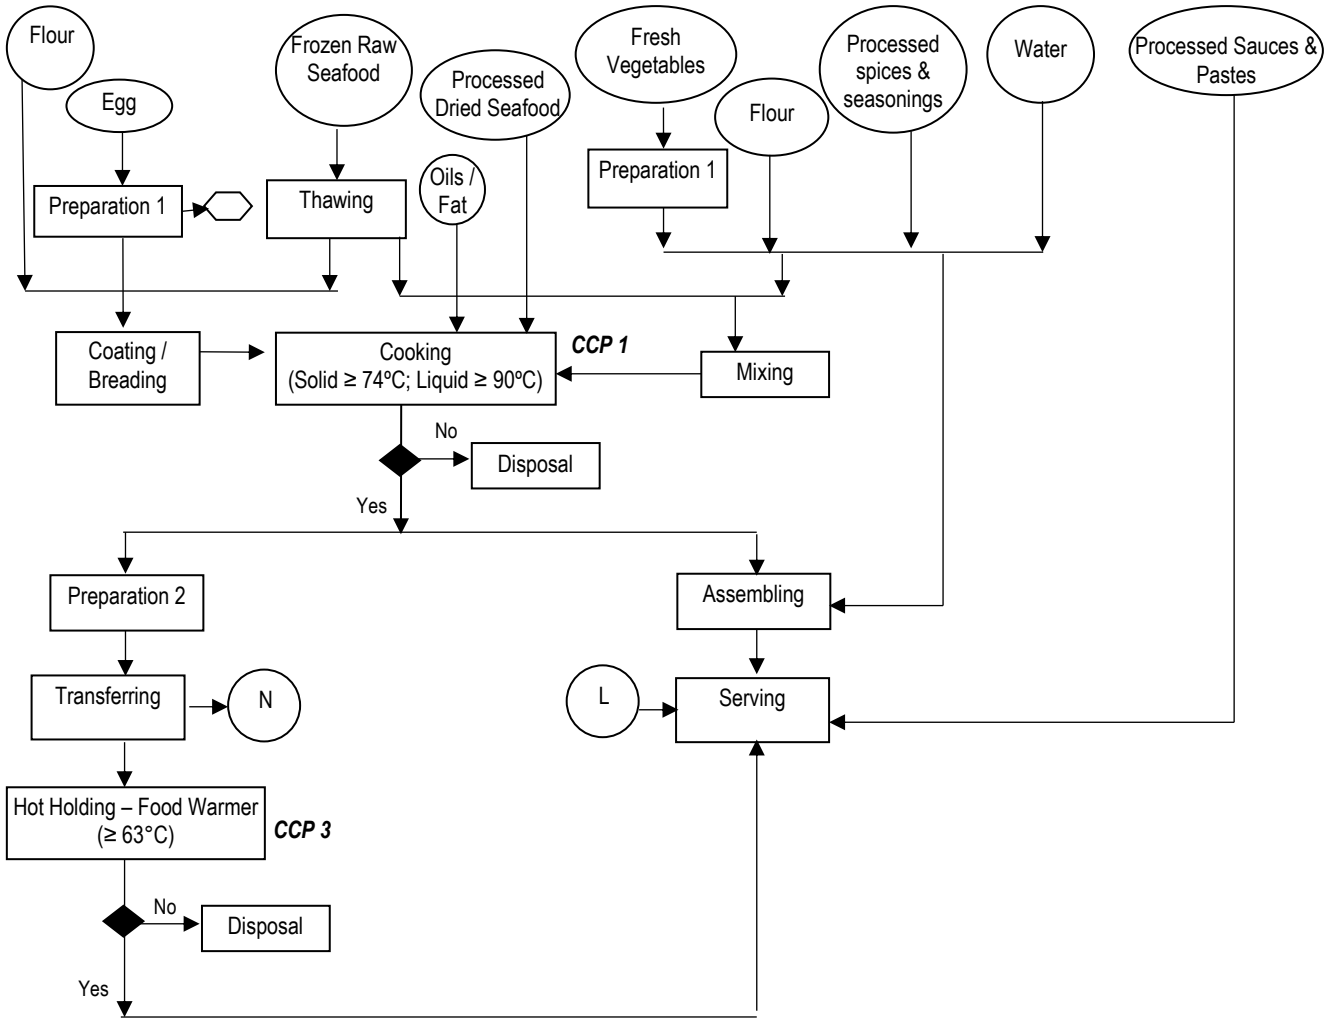 Flour
Egg
Frozen Raw
Seafood
Processed
Dried Seafood
Oils /
Fat
Fresh
Vegetables
Flour
Processed
spices &
seasonings
Water
Processed Sauces &
Pastes
Preparation 1
Thawing
Preparation 1
Coating /
Breading
Cooking
(Solid ≥ 74ºC; Liquid ≥ 90ºC)
CCP 1
Mixing
No
Disposal
Yes
Preparation 2
Assembling
Transferring
N
L
Serving
Hot Holding – Food Warmer
(≥ 63°C)
CCP 3
No
Disposal
Yes